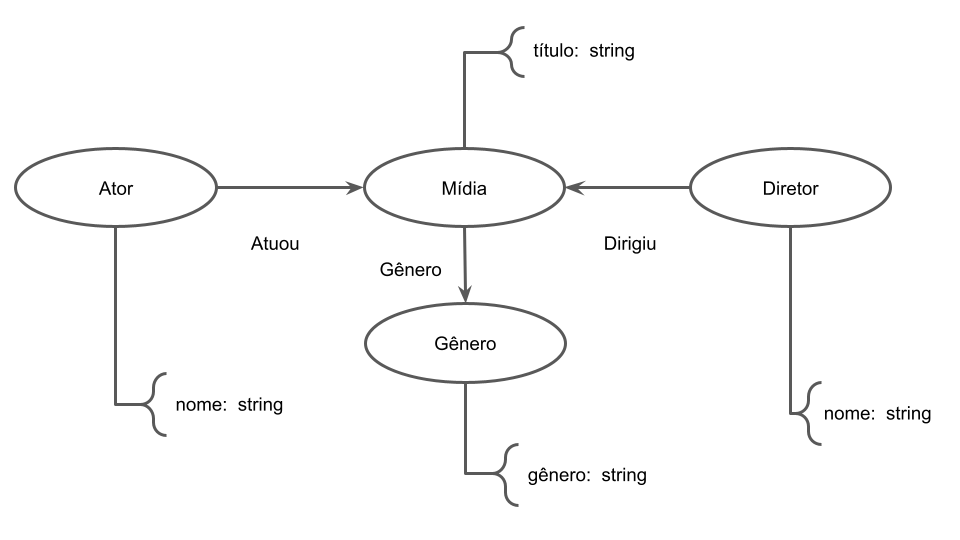 título: string
Ator
Mídia
Diretor
Atuou
Dirigiu
Gênero
Gênero
nome: string
nome: string
gênero: string